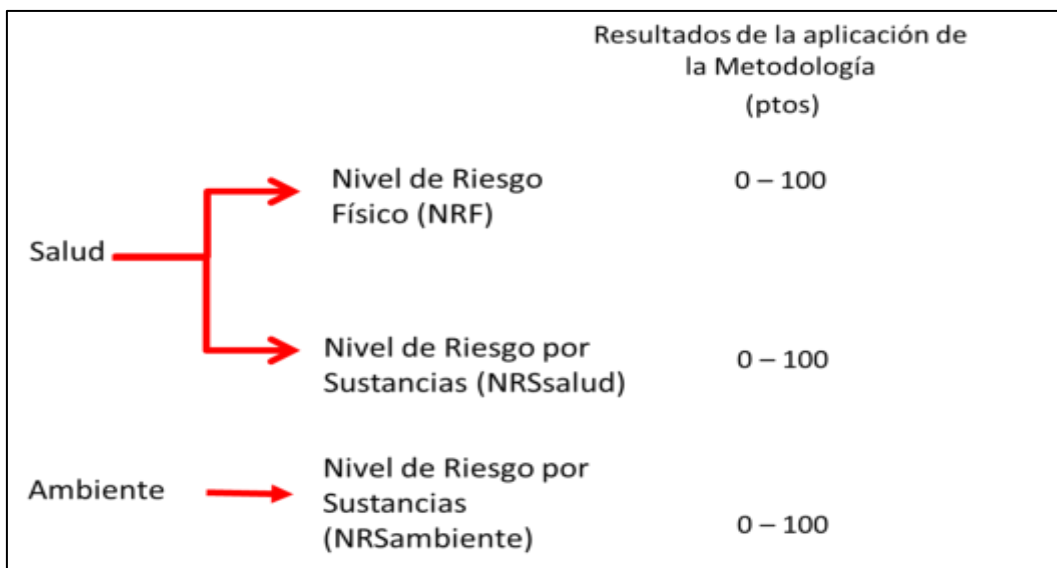 Resultados de la aplicación de
la Metodología
(ptos)
Nivel de Riesgo
Físico (NRF)
0 – 100
Salud
Nivel de Riesgo por
Sustancias (NRSsalud)
0 – 100
Ambiente
Nivel de Riesgo por
Sustancias
(NRSambiente)
0 – 100